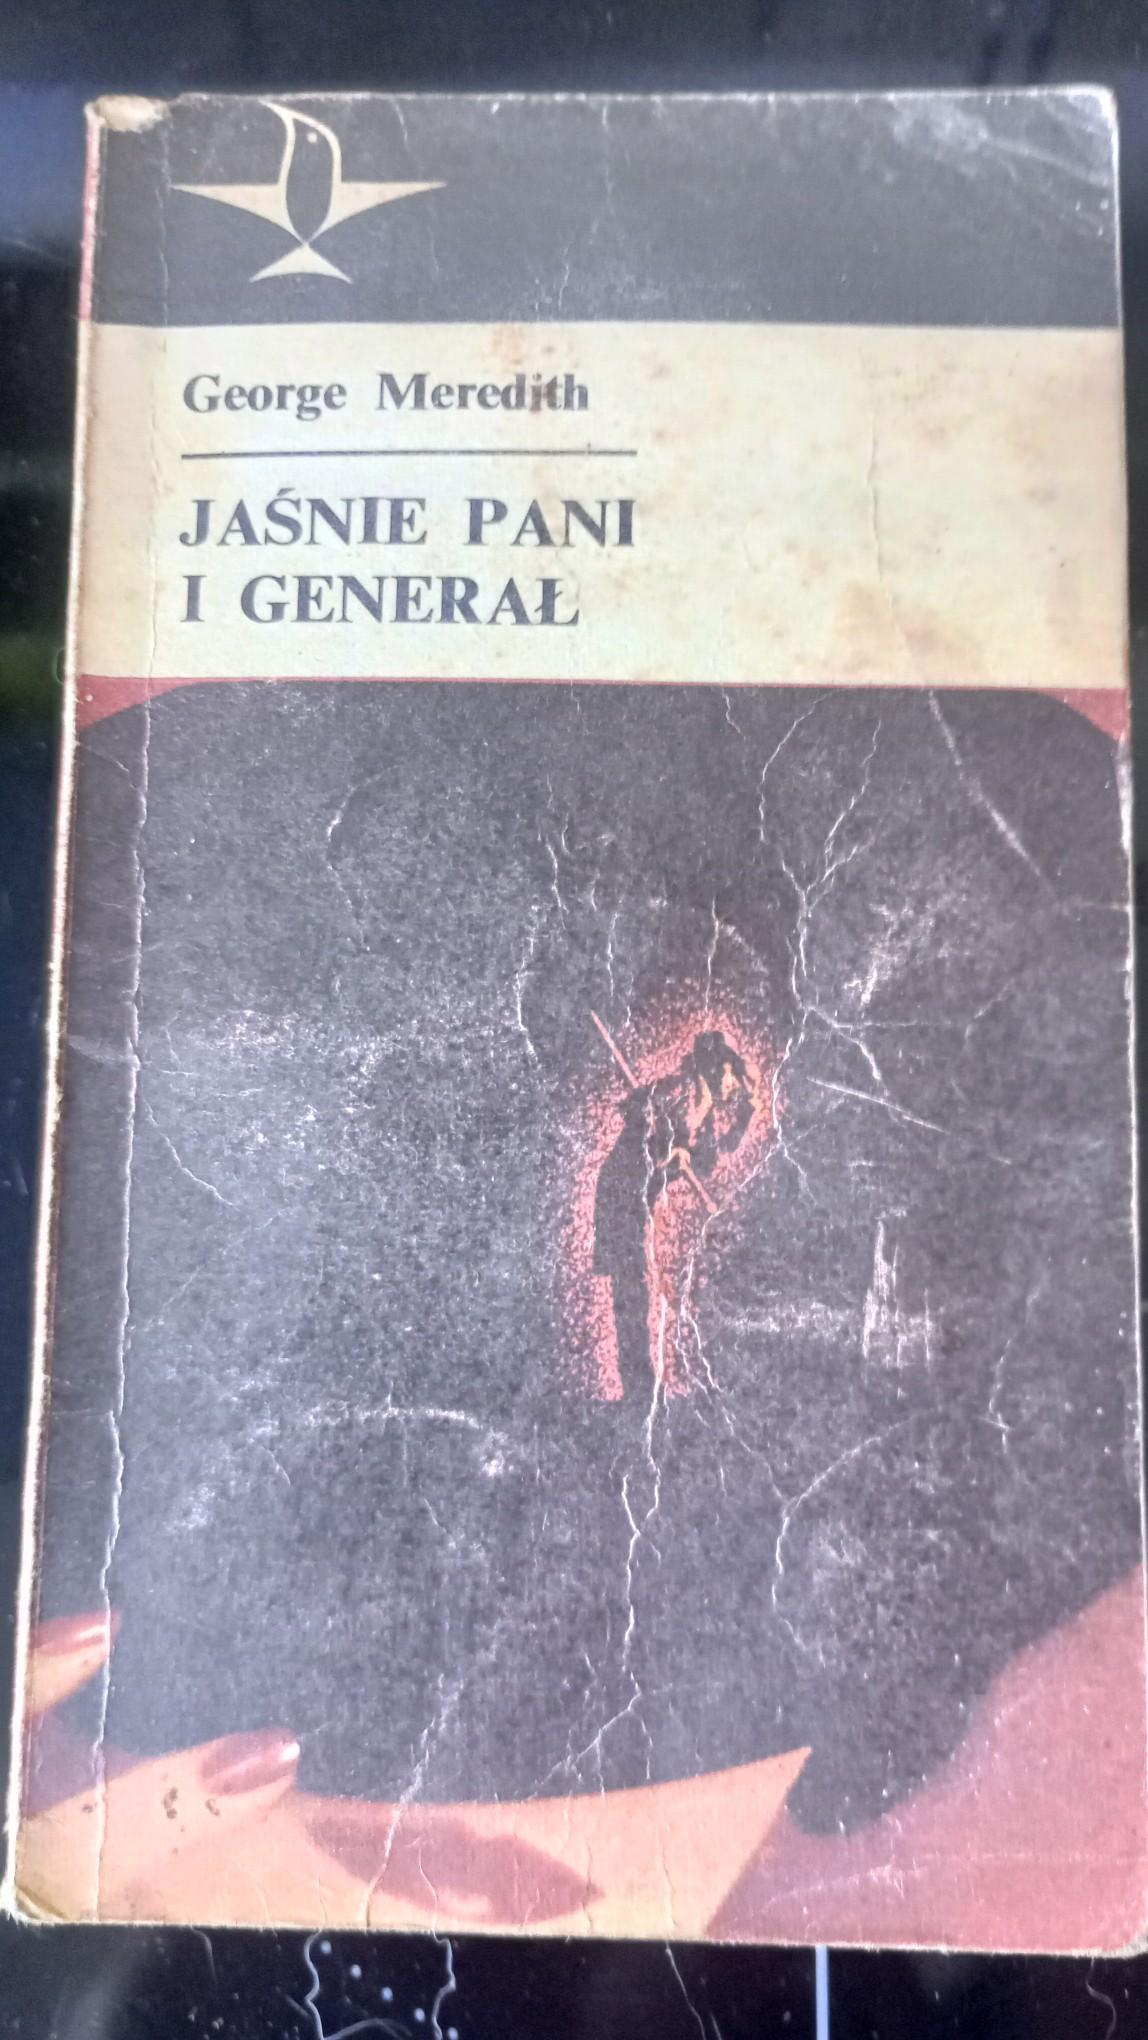 George Meredith
JAŚNIE PANI
I GENERAŁ